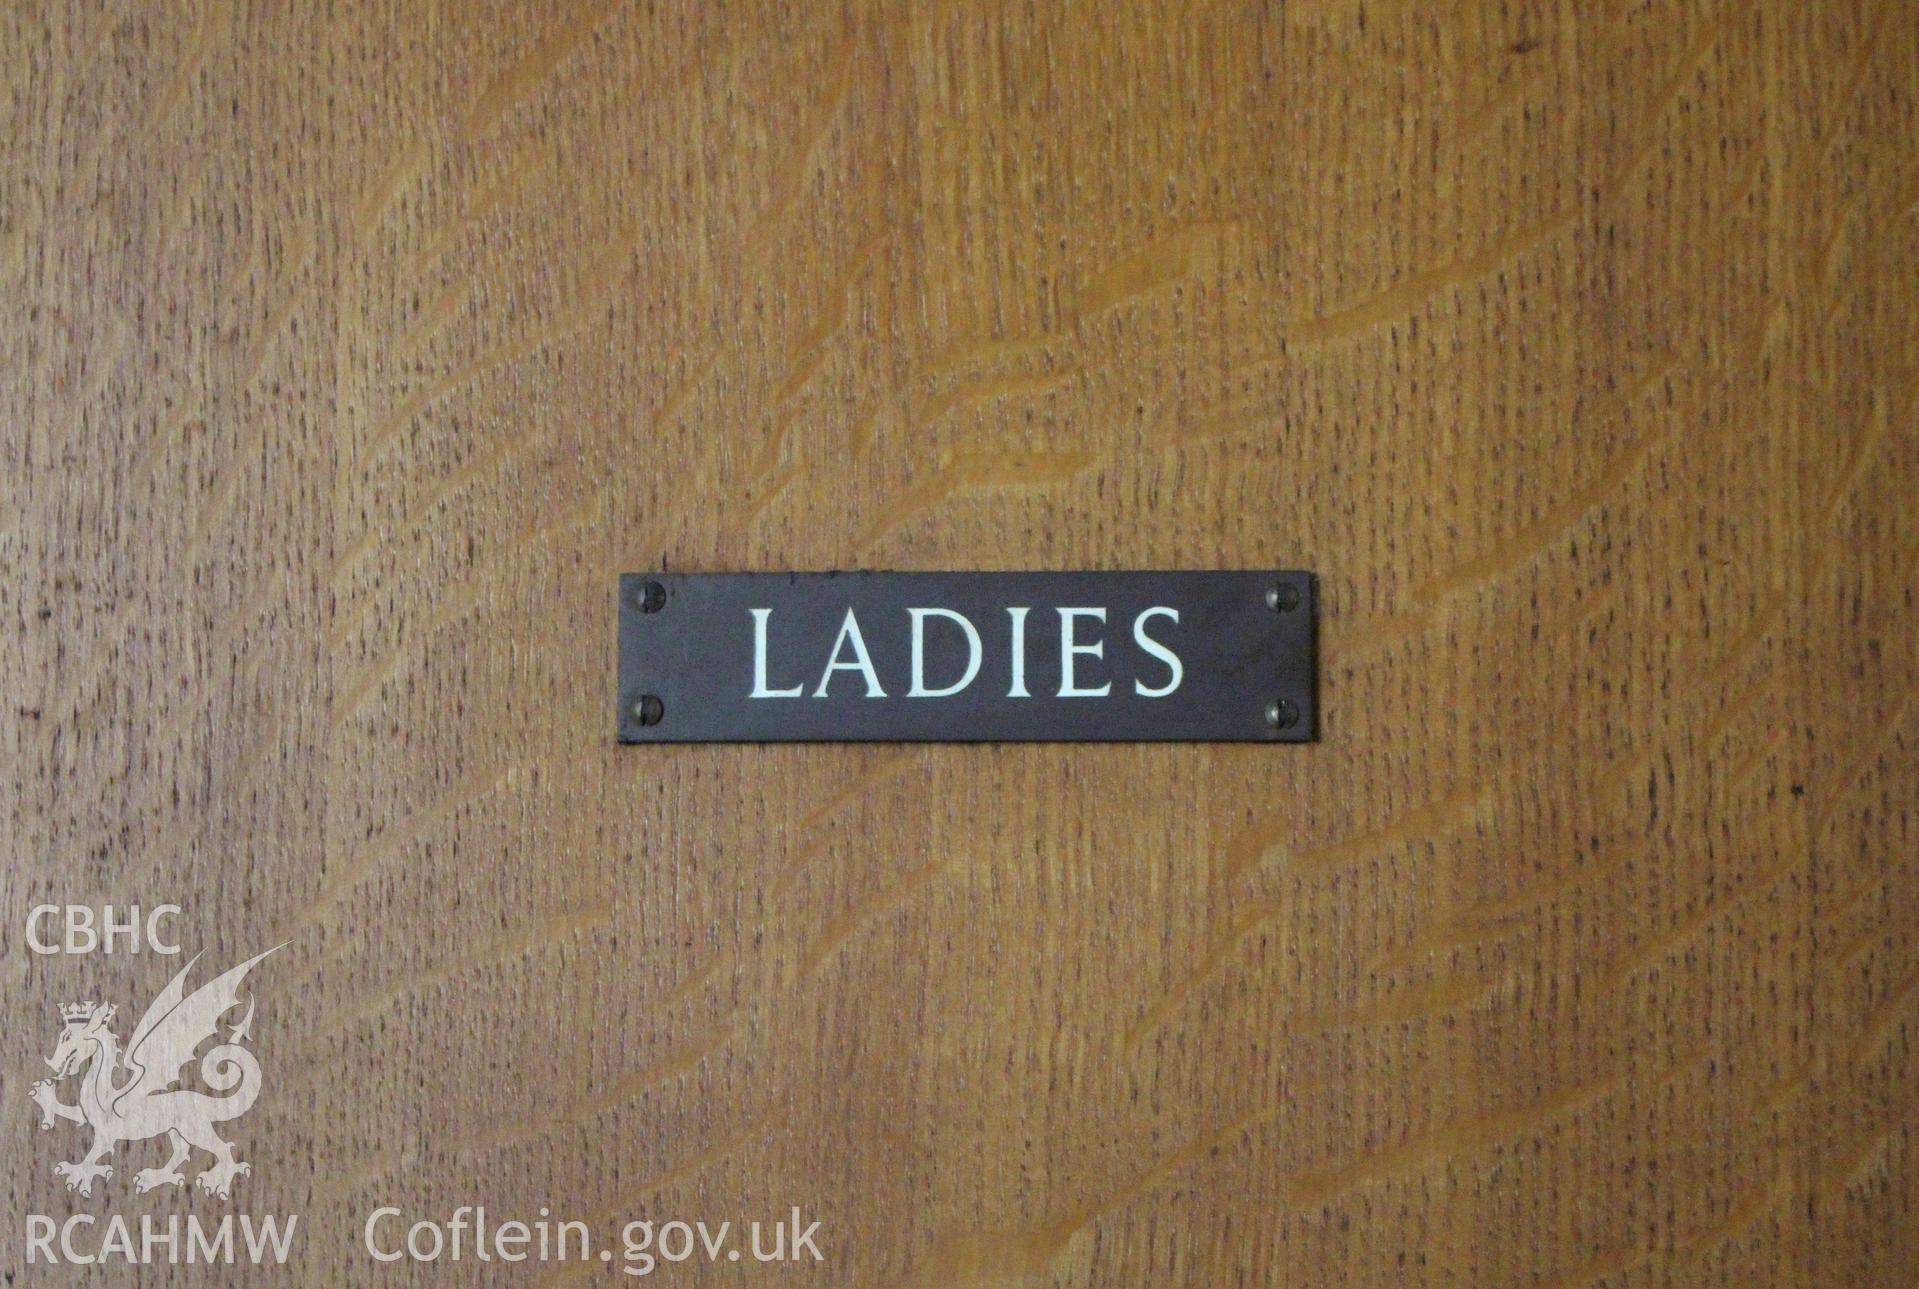 LADIES
CBHC
RCAHMW
Coflein.gov.uk